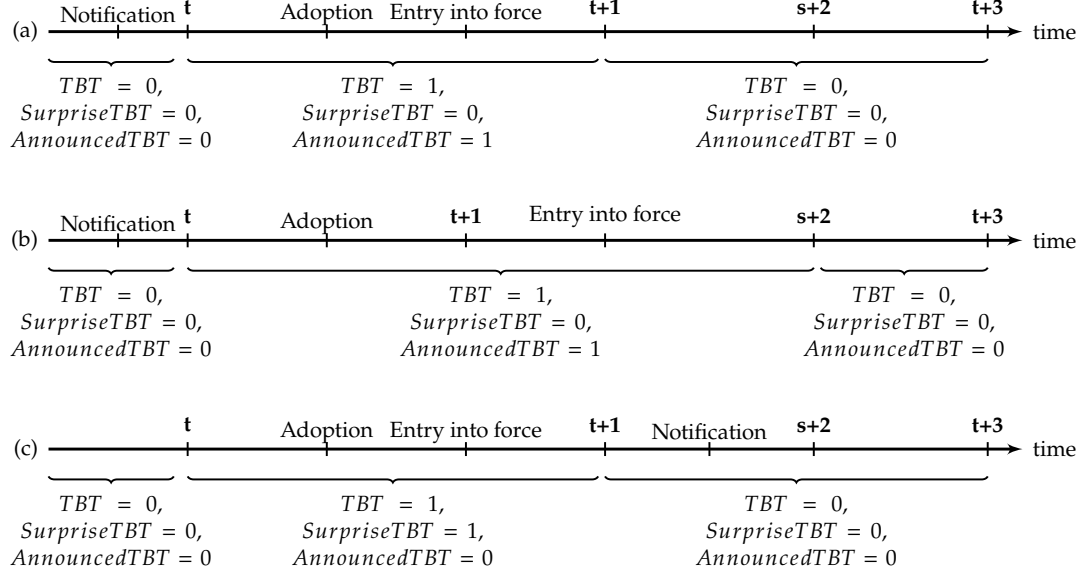 Notification t Adoption Entry into force t+1 s+2 t+3
(a) time
TBT = 0, TBT = 1, TBT = 0,
SurpriseTBT = 0, SurpriseTBT = 0, SurpriseTBT = 0,
AnnouncedTBT = 0 AnnouncedTBT = 1 AnnouncedTBT = 0
Notification t Adoption t+1 Entry into force s+2 t+3
(b) time
TBT = 0, TBT = 1, TBT = 0,
SurpriseTBT = 0, SurpriseTBT = 0, SurpriseTBT = 0,
AnnouncedTBT = 0 AnnouncedTBT = 1 AnnouncedTBT = 0
t Adoption Entry into force t+1 Notification s+2 t+3
(c) time
TBT = 0, TBT = 1, TBT = 0,
SurpriseTBT = 0, SurpriseTBT = 1, SurpriseTBT = 0,
AnnouncedTBT = 0 AnnouncedTBT = 0 AnnouncedTBT = 0